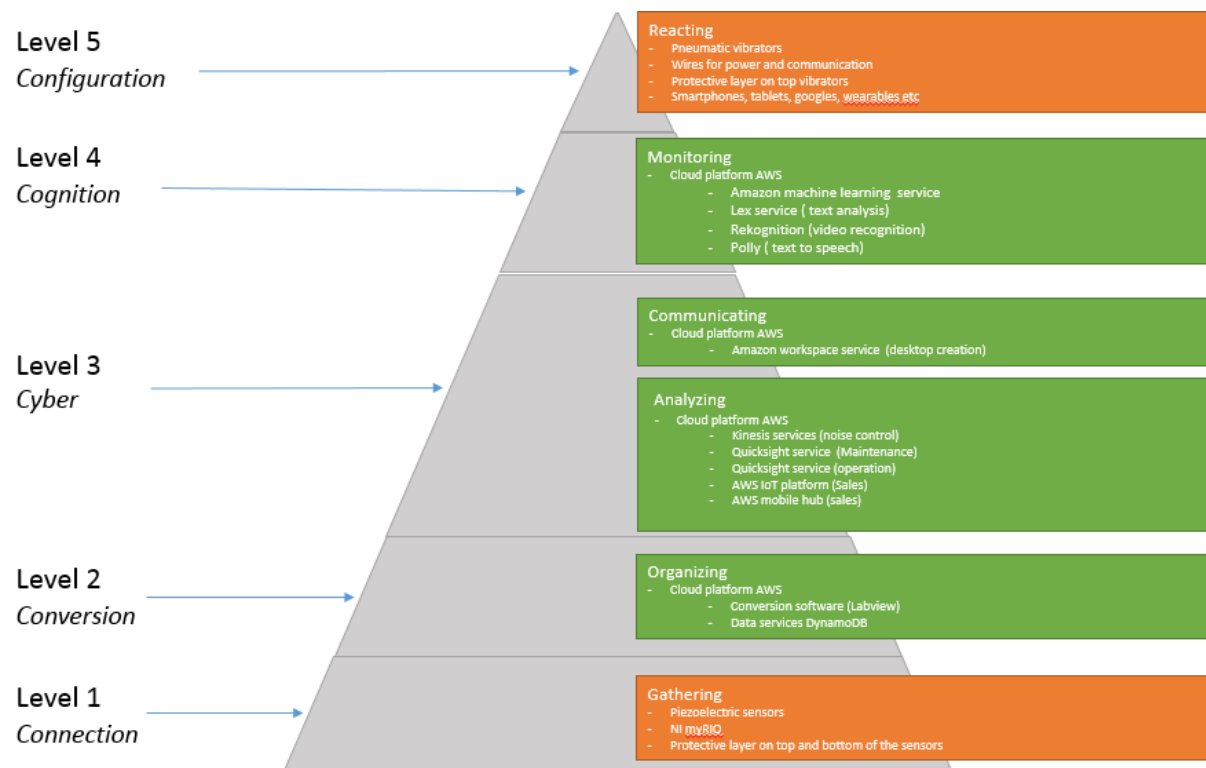 Level 5
Configuration
Reacting
- Pneumatic vibrators
- Wires for power and communication
- Protective layer on top vibrators
- Smartphones, tablets, googles, wearables etc
Level 4
Cognition
Monitoring
- Cloud platform AWS
- Amazon machine learning service
- Lex service ( text analysis)
- Rekognition (video recognition)
- Polly ( text to speech)
Level 3
Cyber
Communicating
- Cloud platform AWS
- Amazon workspace service (desktop creation)
Analyzing
- Cloud platform AWS
- Kinesis services (noise control)
- Quicksight service (Maintenance)
- Quicksight service (operation)
- AWS IoT platform (Sales)
- AWS mobile hub (sales)
Level 2
Conversion
Organizing
- Cloud platform AWS
- Conversion software (Labview)
- Data services DynamoDB
Level 1
Connection
Gathering
- Piezoelectric sensors
- NI myRIO
- Protective layer on top and bottom of the sensors